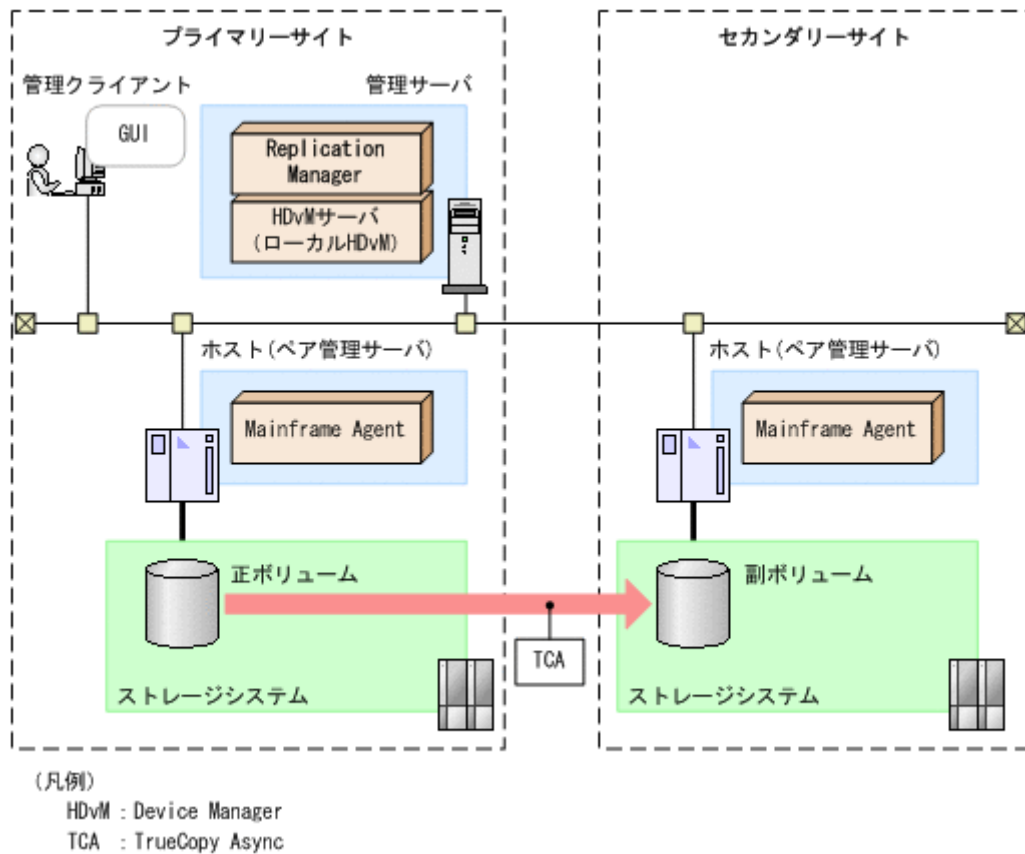 プライマリーサイト
セカンダリーサイト
管理クライアント
管理サーバ
GUI
Replication
Manager
HDvMサーバ
(ローカルHDvM)
ホスト(ペア管理サーバ)
ホスト(ペア管理サーバ)
Mainframe Agent
Mainframe Agent
正ボリューム
副ボリューム
TCA
ストレージシステム
ストレージシステム
(凡例)
HDvM : Device Manager
TCA : TrueCopy Async